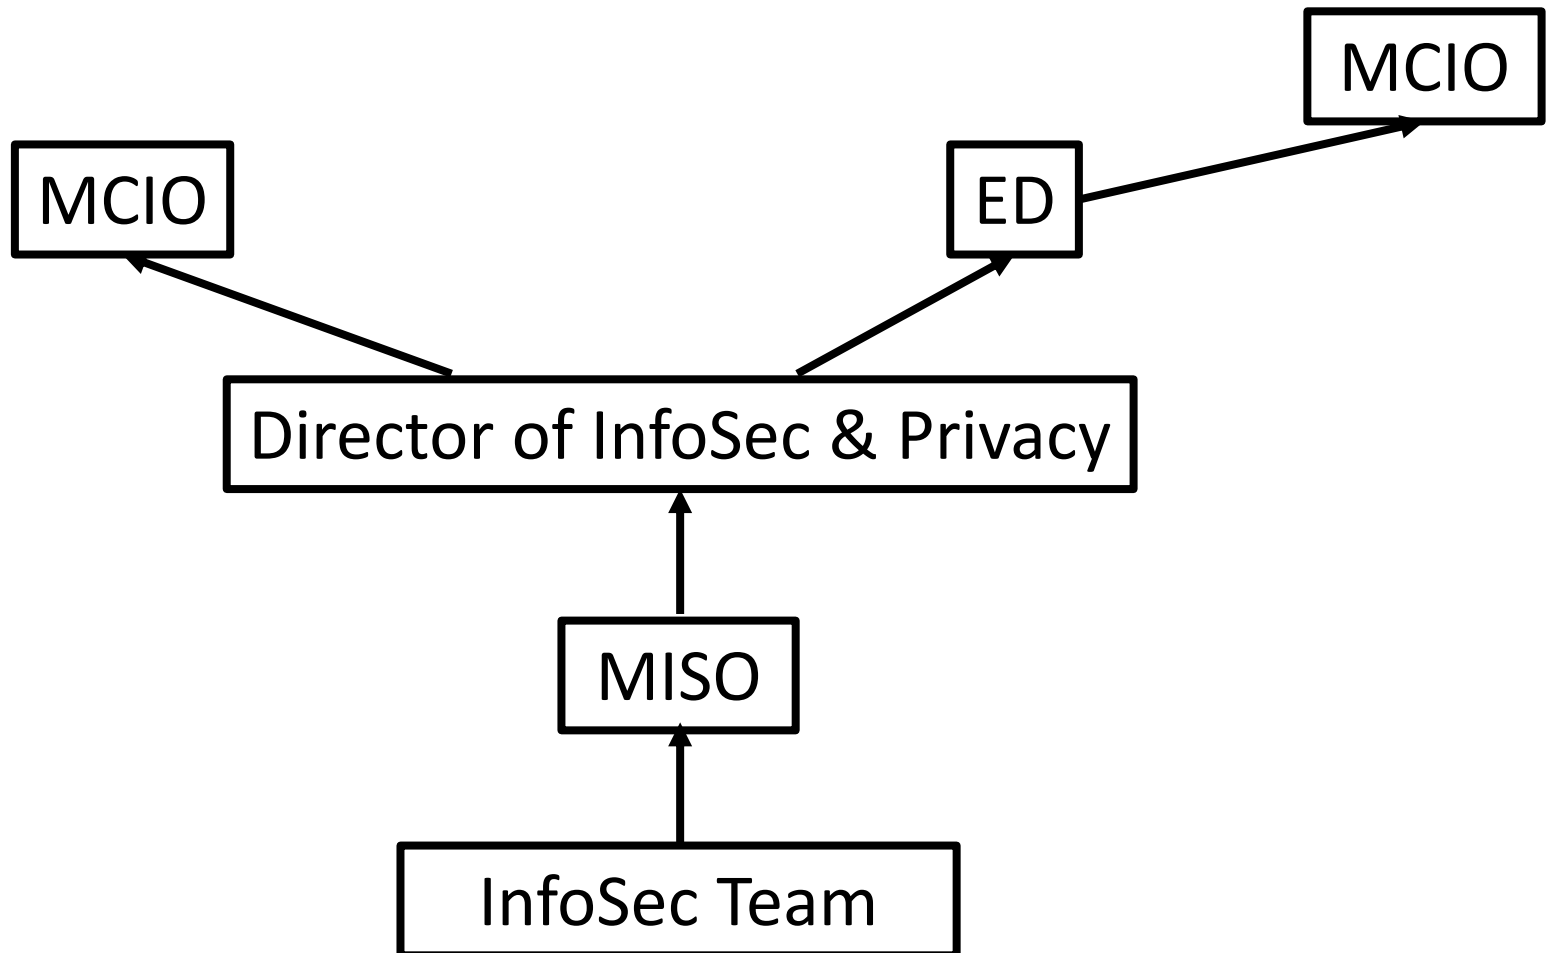 MCIO
MCIO
ED
Director of InfoSec & Privacy
MISO
InfoSec Team